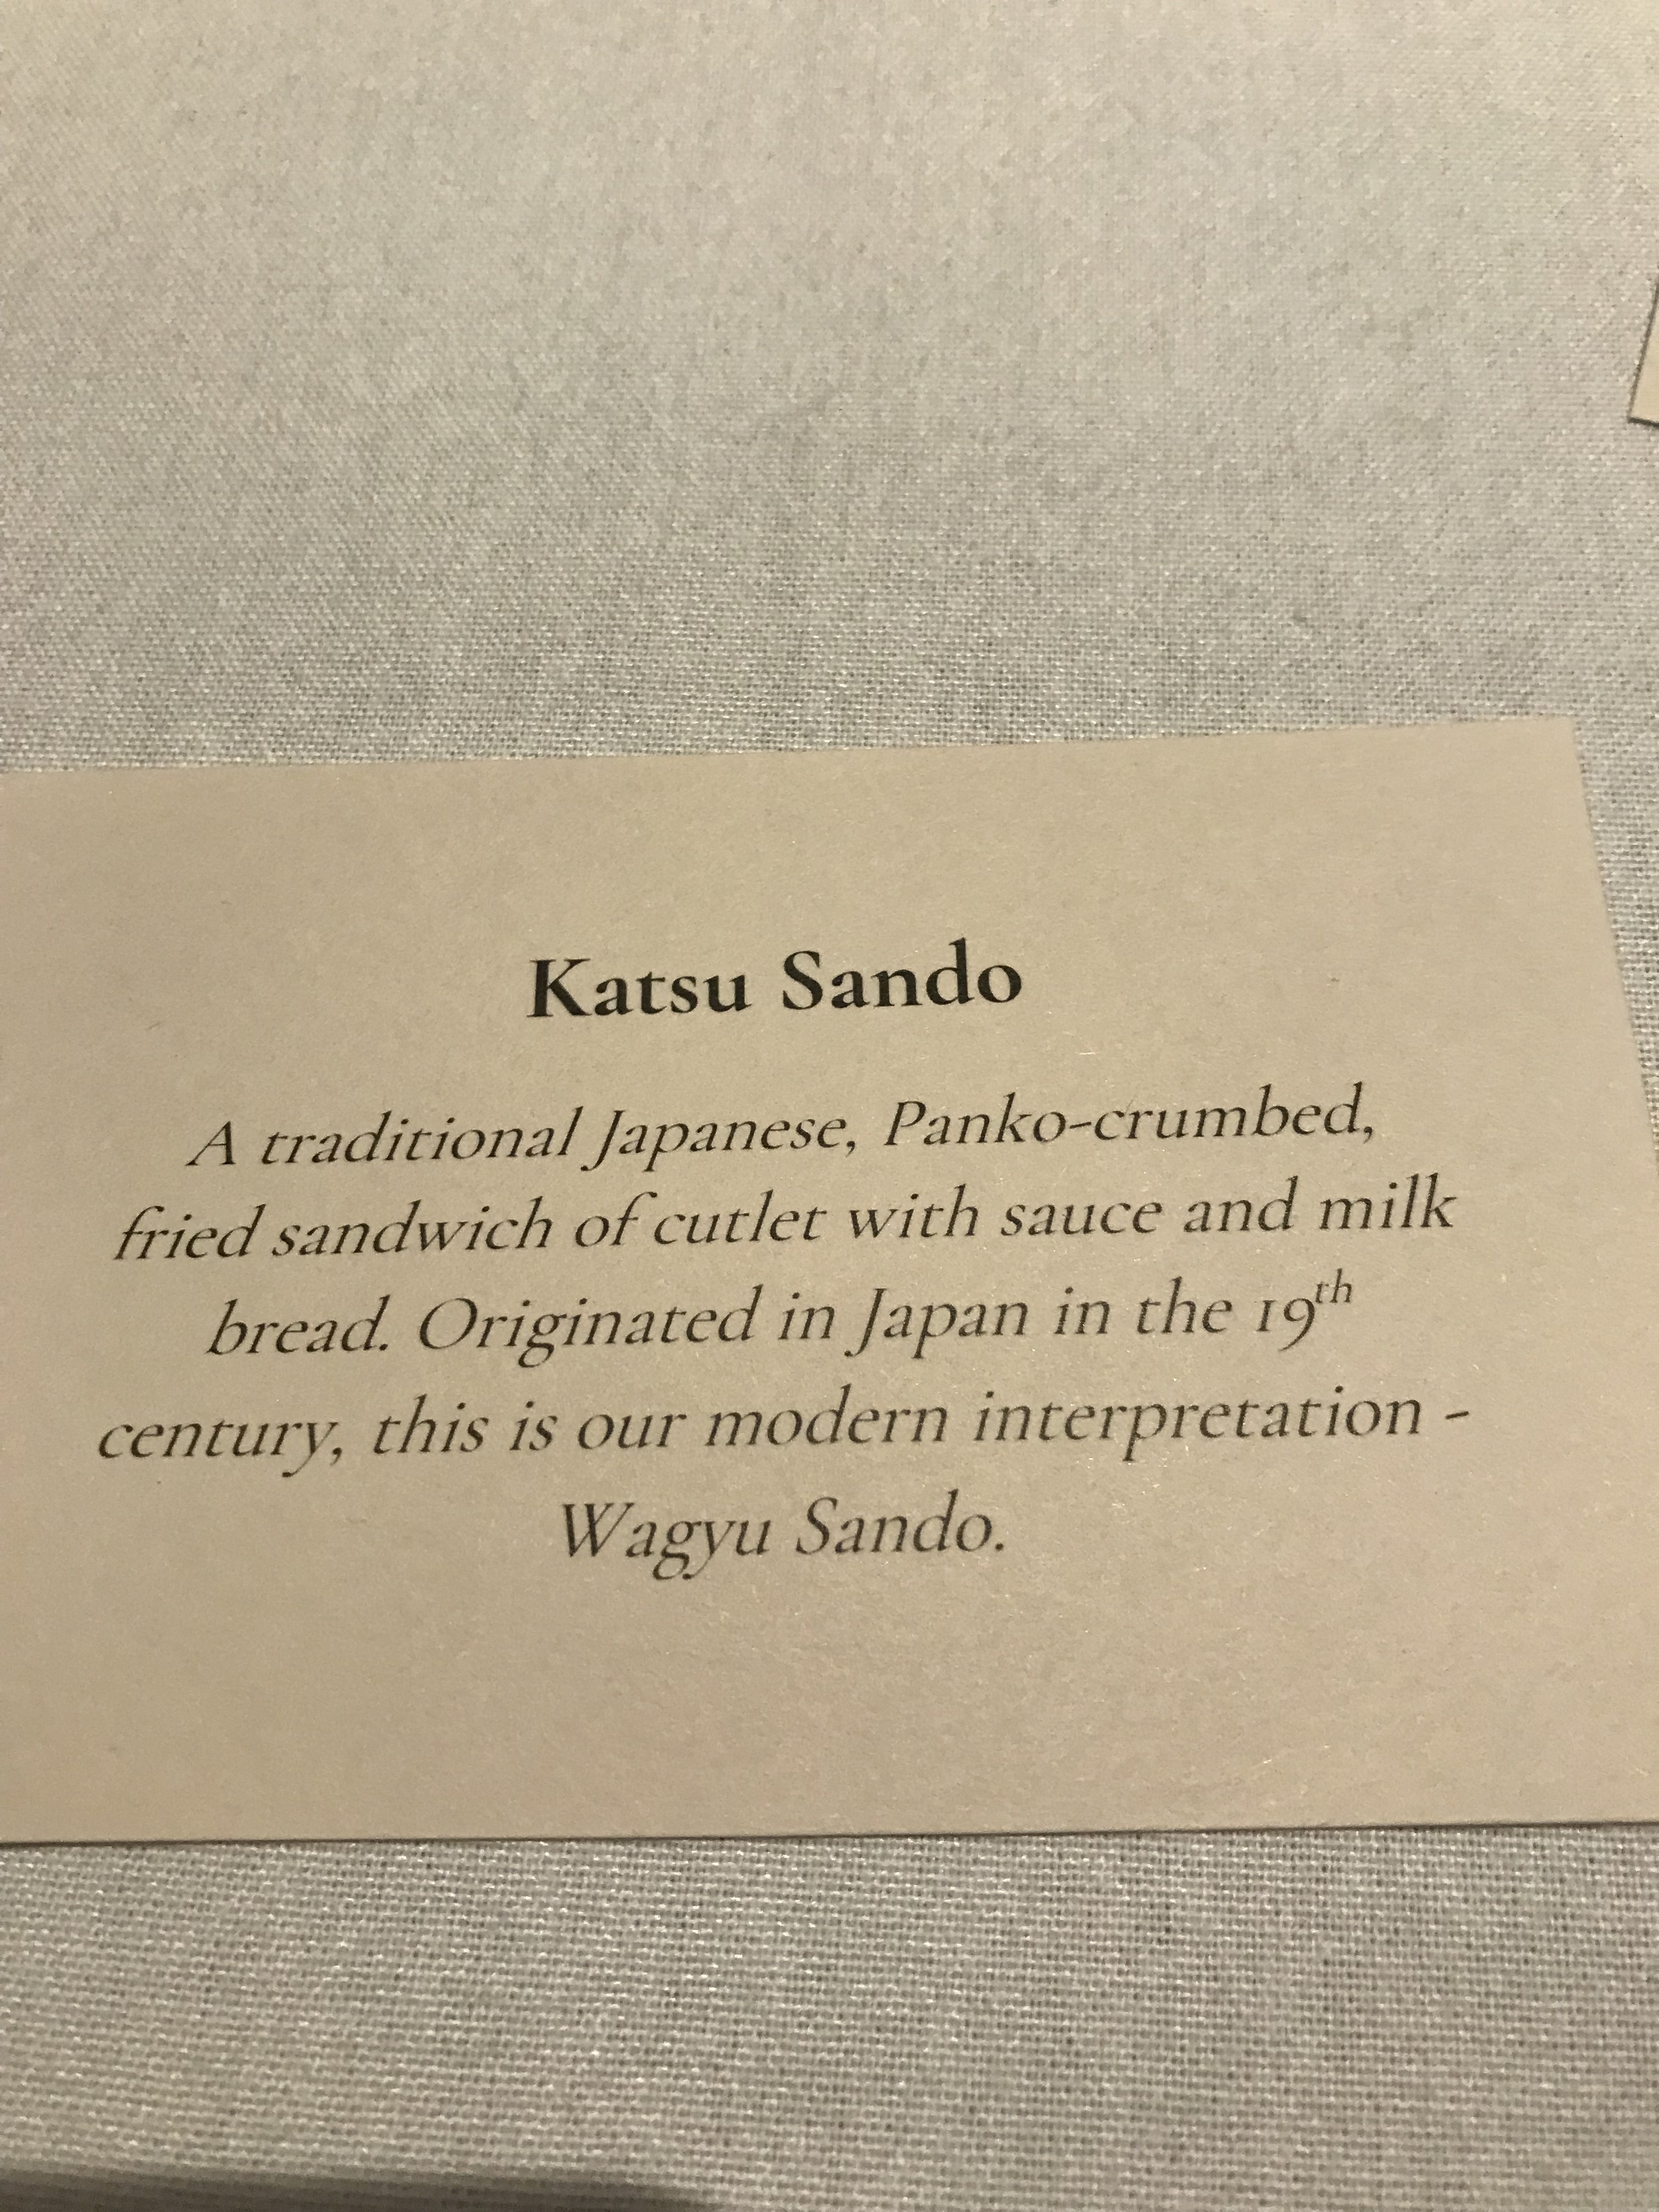 Katsu Sando
A traditional Japanese, Panko-crumbed,
fried sandwich of cutlet with sauce and milk
bread. Originated in Japan in the 19th
century, this is our modern interpretation -
Wagyu Sando.